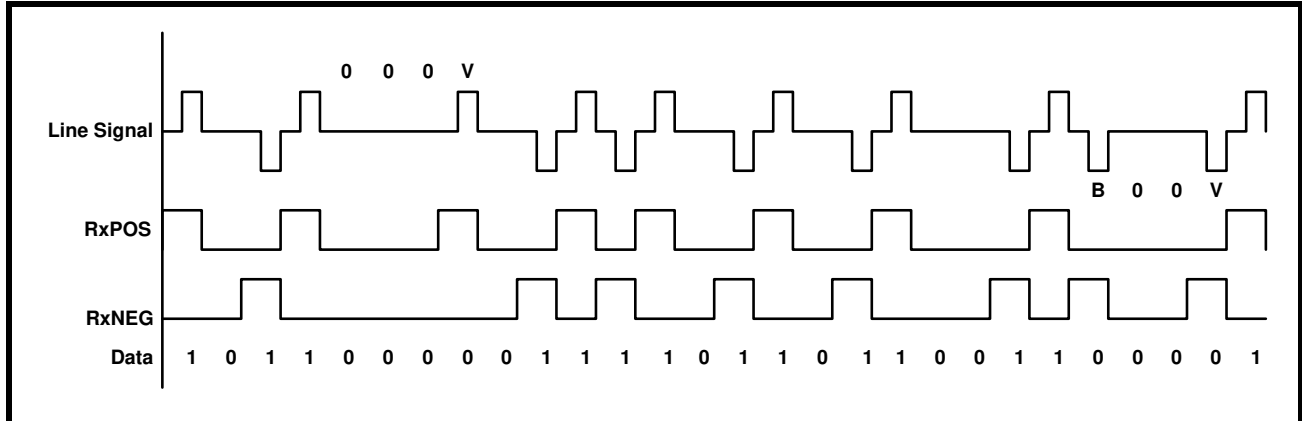 0 0 0 V
Line Signal
B 0 0 V
RxPOS
RxNEG
Data 1 0 1 1 0 0 0 0 0 1 1 1 1 0 1 1 0 1 1 0 0 1 1 0 0 0 0 1